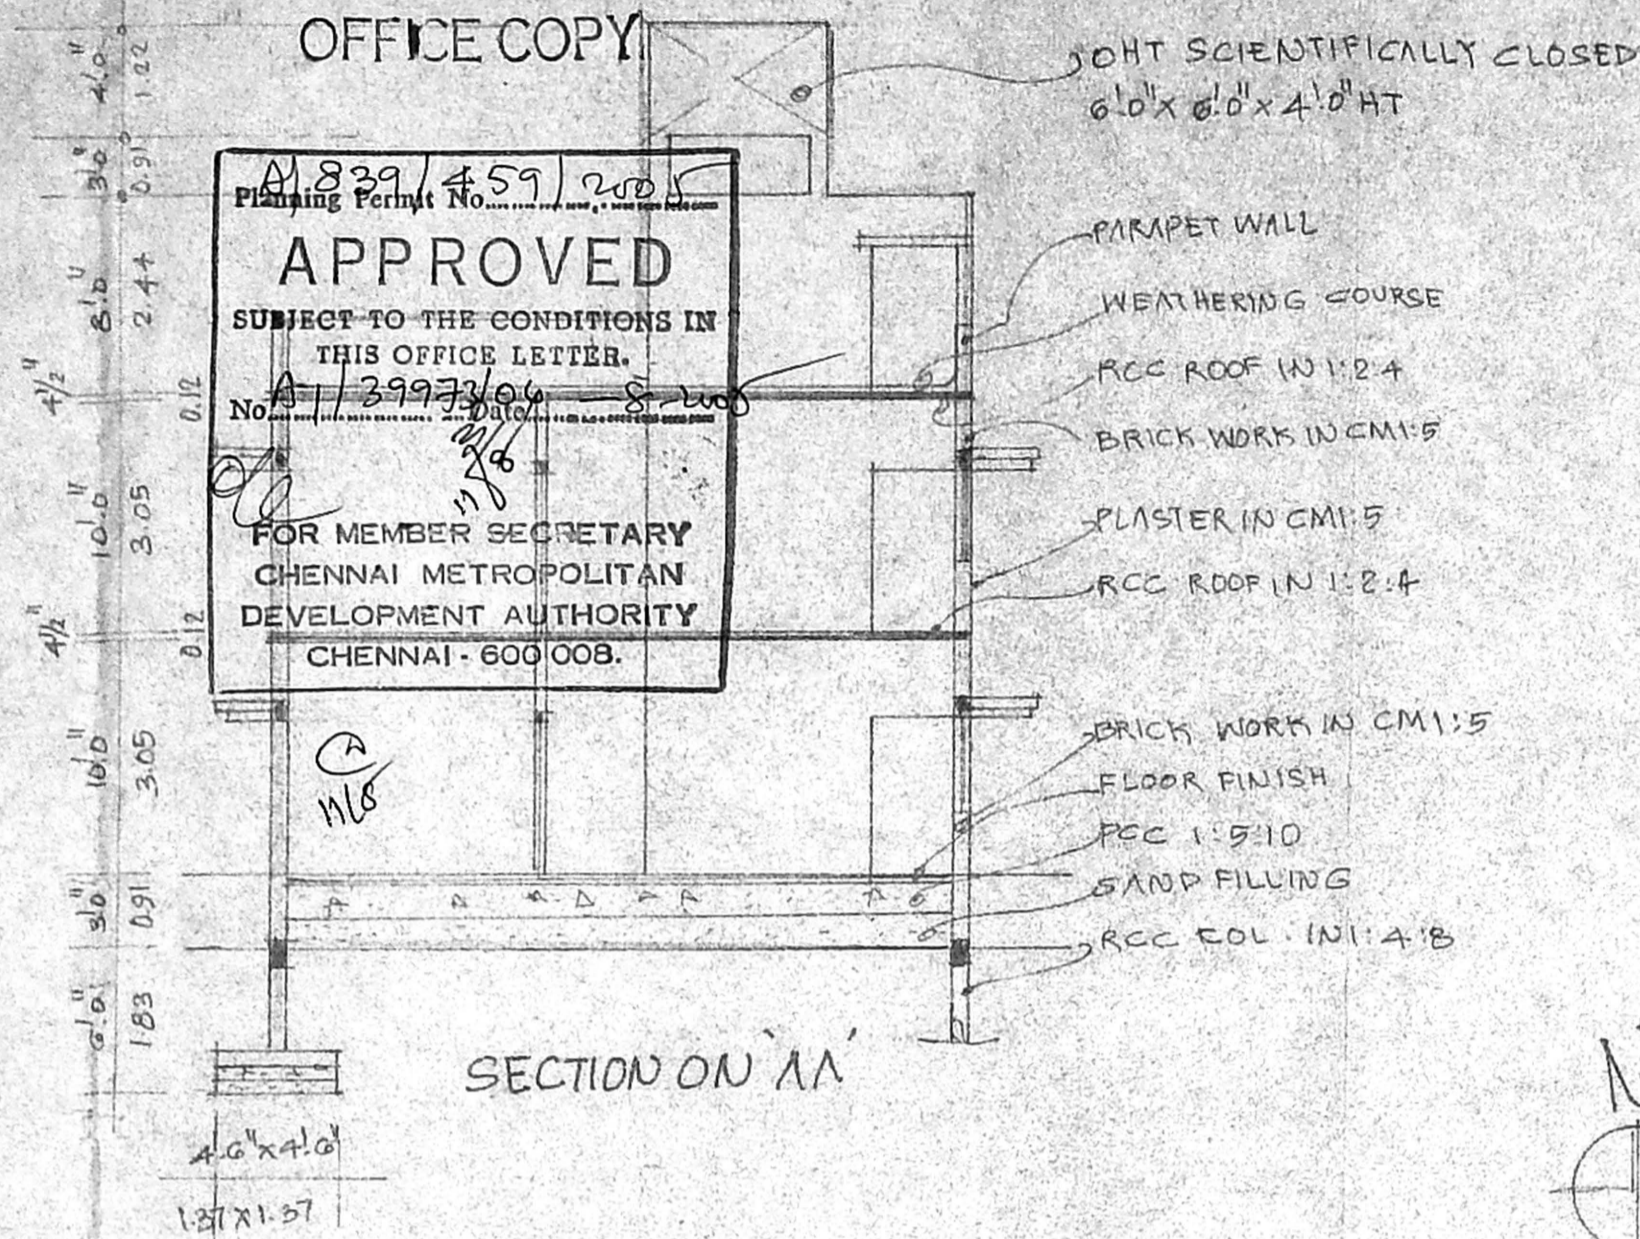 OFFICE COPY
OHT SCIENTIFICALLY CLOSED
6'0"x 6'0"x 4'0" HT
4'0"
1.22
3'0"
0.91
A/ 839/459/2005
Planning Permit No.
APPROVED
SUBJECT TO THE CONDITIONS IN
THIS OFFICE LETTER.
No. A1/39973/04 Date -8-2005
FOR MEMBER SECRETARY
CHENNAI METROPOLITAN
DEVELOPMENT AUTHORITY
CHENNAI - 600 008.
8'0"
2.44
4½"
0.12
10'0"
3.05
4½"
0.12
10'0"
3.05
3'0"
0.91
6'0"
1.83
11/8
PARAPET WALL
WEATHERING COURSE
RCC ROOF IN 1:2:4
BRICK WORK IN CM1:5
PLASTER IN CM1:5
RCC ROOF IN 1:2:4
BRICK WORK IN CM1:5
FLOOR FINISH
PCC 1:5:10
SAND FILLING
RCC COL. IN 1:4:8
SECTION ON 'AA'
4'6"x4'6"
1.37x1.37
N